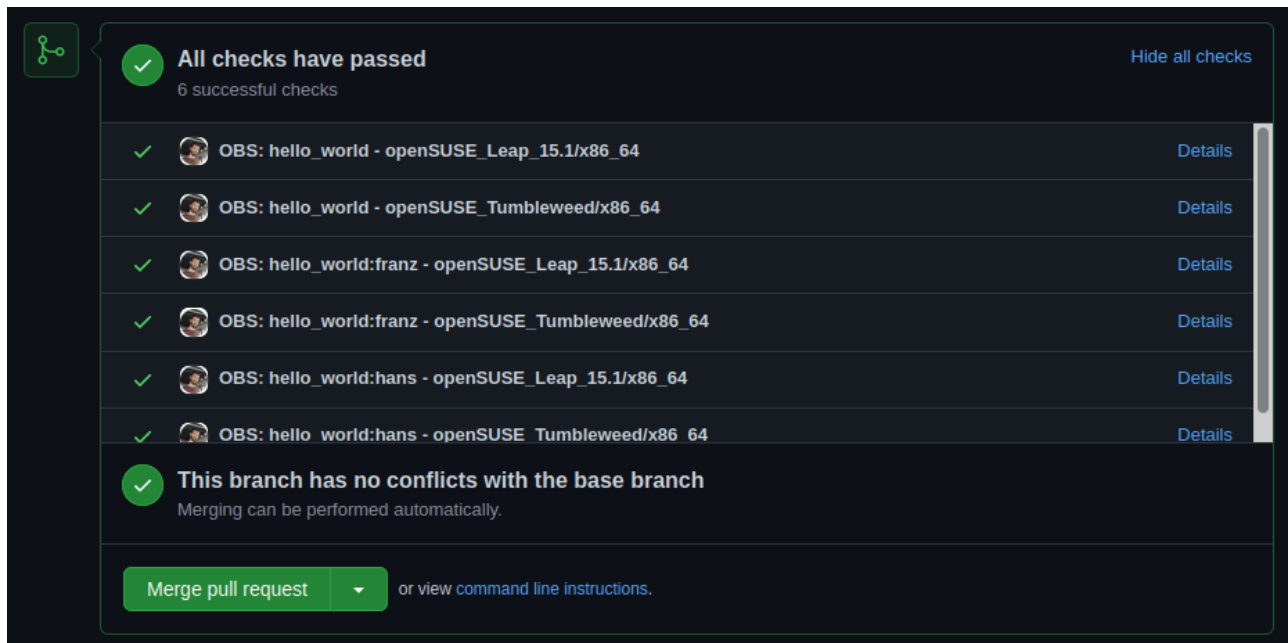 All checks have passed
Hide all checks
6 successful checks
OBS: hello_world - openSUSE_Leap_15.1/x86_64 Details
OBS: hello_world - openSUSE_Tumbleweed/x86_64 Details
OBS: hello_world:franz - openSUSE_Leap_15.1/x86_64 Details
OBS: hello_world:franz - openSUSE_Tumbleweed/x86_64 Details
OBS: hello_world:hans - openSUSE_Leap_15.1/x86_64 Details
OBS: hello_world:hans - openSUSE_Tumbleweed/x86_64 Details
This branch has no conflicts with the base branch
Merging can be performed automatically.
Merge pull request or view command line instructions.